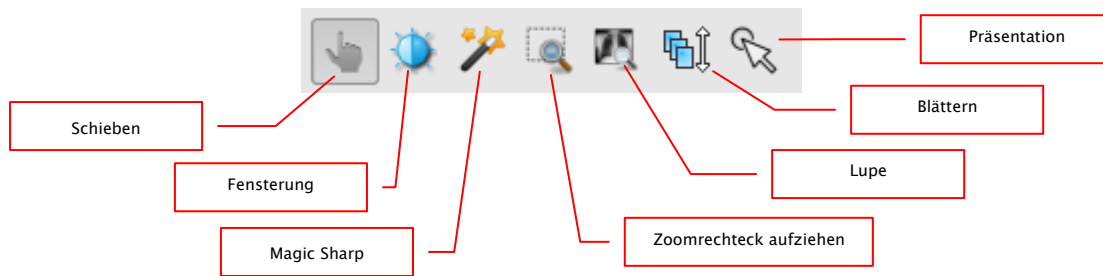 Präsentation
Blättern
Schieben
Lupe
Fensterung
Zoomrechteck aufziehen
Magic Sharp